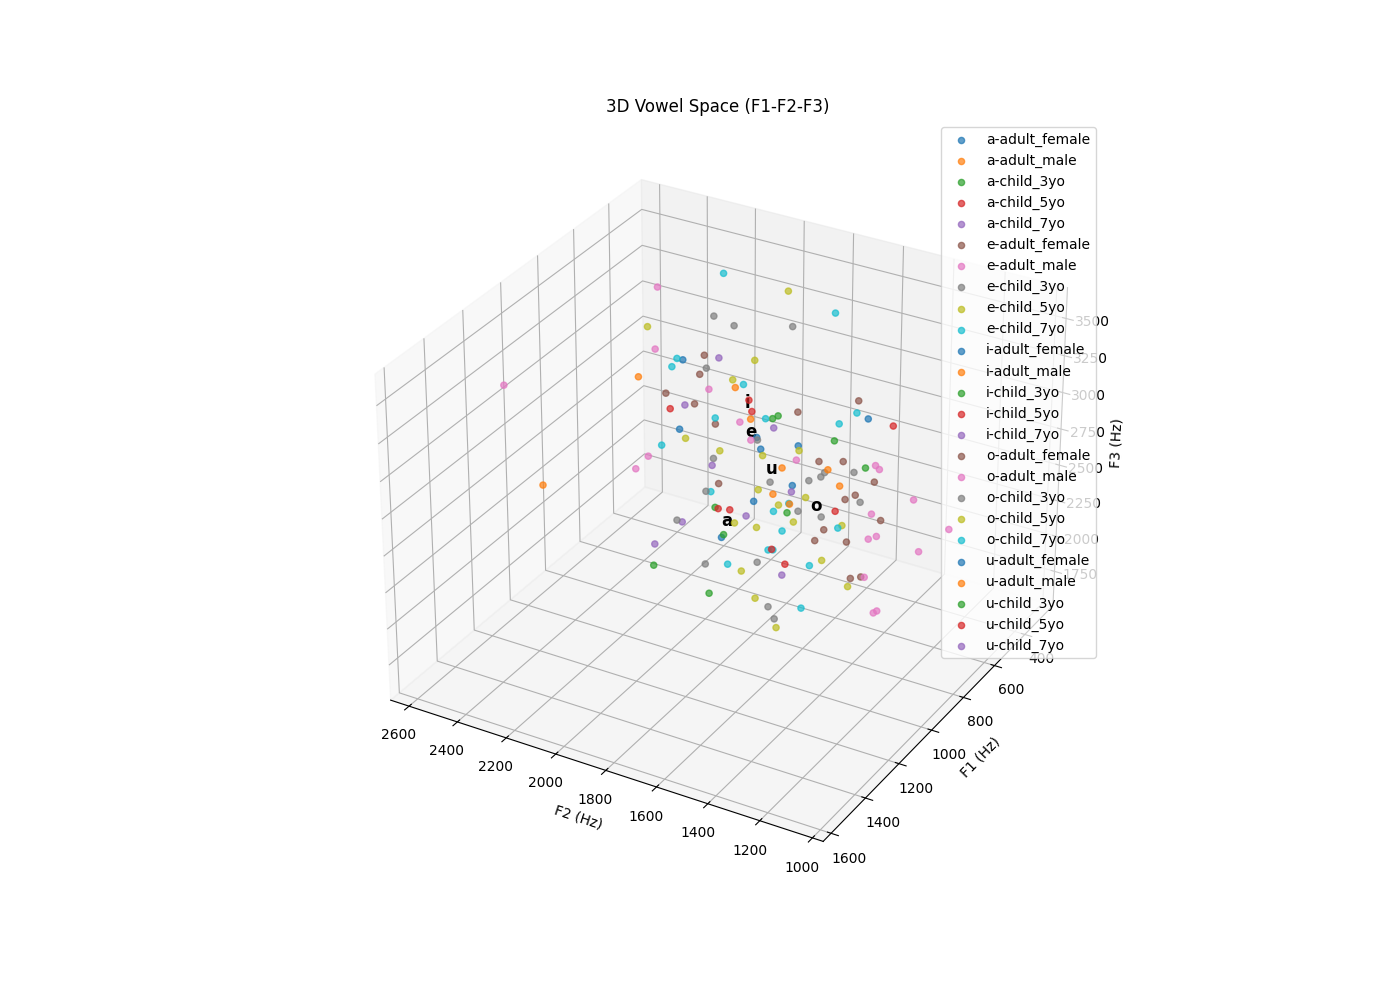 3D Vowel Space (F1-F2-F3)
a-adult_female
a-adult_male
a-child_3yo
a-child_5yo
a-child_7yo
e-adult_female
e-adult_male
e-child_3yo
e-child_5yo
e-child_7yo
i-adult_female
i-adult_male
i-child_3yo
i-child_5yo
i-child_7yo
o-adult_female
o-adult_male
o-child_3yo
o-child_5yo
o-child_7yo
u-adult_female
u-adult_male
u-child_3yo
u-child_5yo
u-child_7yo
i
e
u
o
a
3500
3250
3000
2750
2500
2250
2000
1750
F3 (Hz)
400
600
800
1000
1200
1400
1600
F1 (Hz)
2600
2400
2200
2000
1800
1600
1400
1200
1000
F2 (Hz)